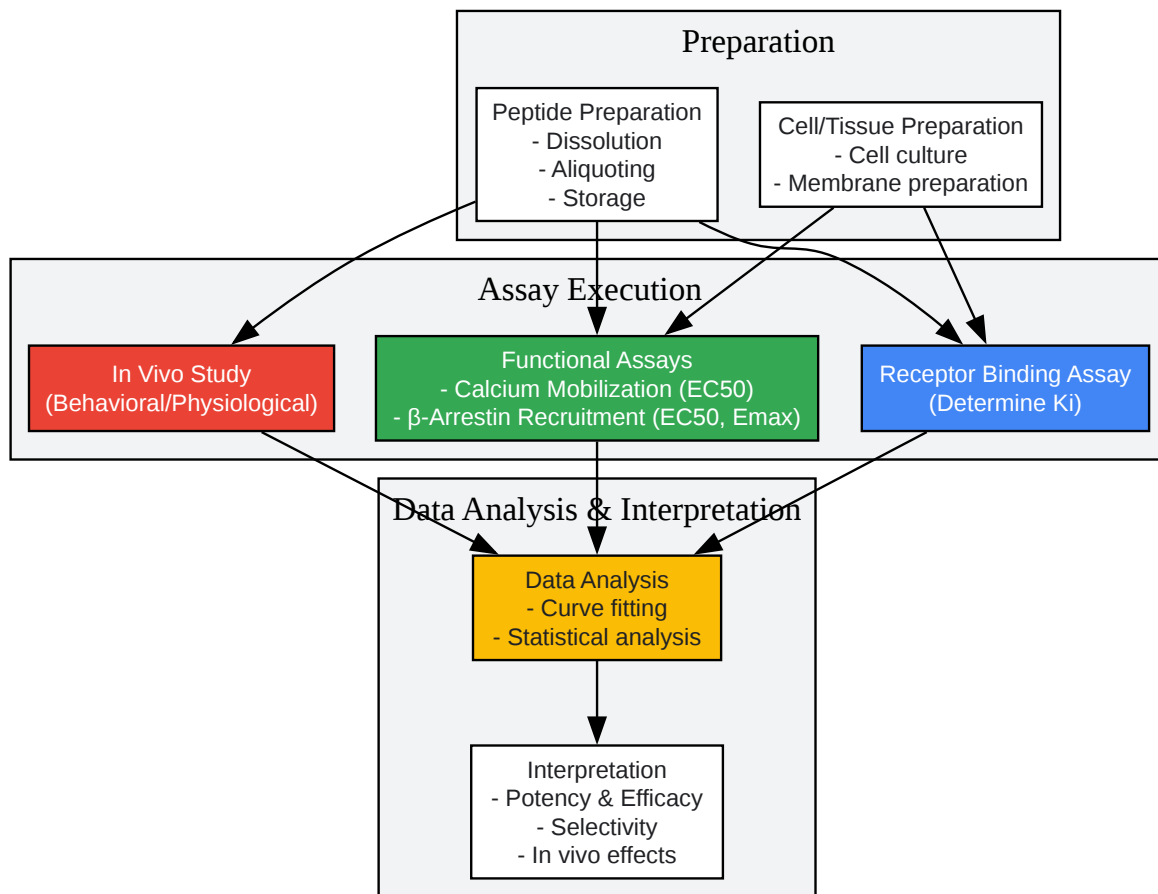 Preparation
Peptide Preparation
- Dissolution
- Aliquoting
- Storage
Cell/Tissue Preparation
- Cell culture
- Membrane preparation
Assay Execution
In Vivo Study
(Behavioral/Physiological)
Functional Assays
- Calcium Mobilization (EC50)
- β-Arrestin Recruitment (EC50, Emax)
Receptor Binding Assay
(Determine Ki)
Data Analysis & Interpretation
Data Analysis
- Curve fitting
- Statistical analysis
Interpretation
- Potency & Efficacy
- Selectivity
- In vivo effects